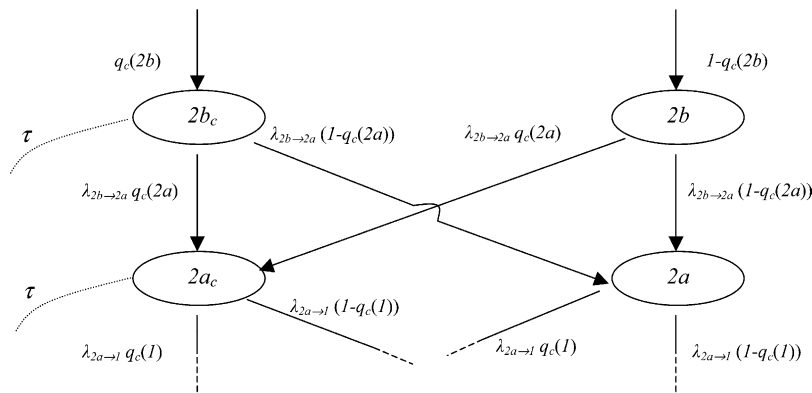 q_c(2b) 1-q_c(2b)
2b_c 2b
τ λ_{2b→2a} (1-q_c(2a)) λ_{2b→2a} q_c(2a)
λ_{2b→2a} q_c(2a) λ_{2b→2a} (1-q_c(2a))
2a_c 2a
τ λ_{2a→1} (1-q_c(1))
λ_{2a→1} q_c(1) λ_{2a→1} q_c(1) λ_{2a→1} (1-q_c(1))